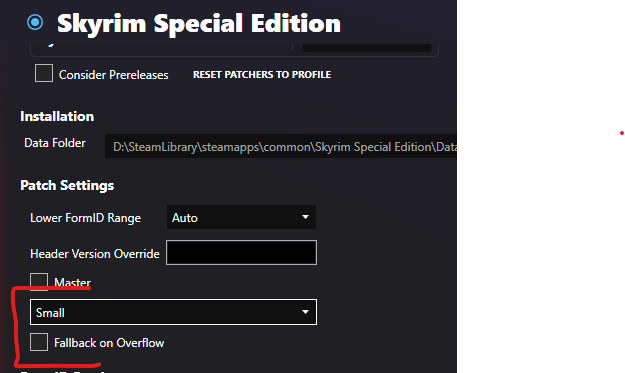 Skyrim Special Edition
Consider Prereleases RESET PATCHERS TO PROFILE
Installation
Data Folder D:\SteamLibrary\steamapps\common\Skyrim Special Edition\Data
Patch Settings
Lower FormID Range Auto
Header Version Override
Master
Small
Fallback on Overflow